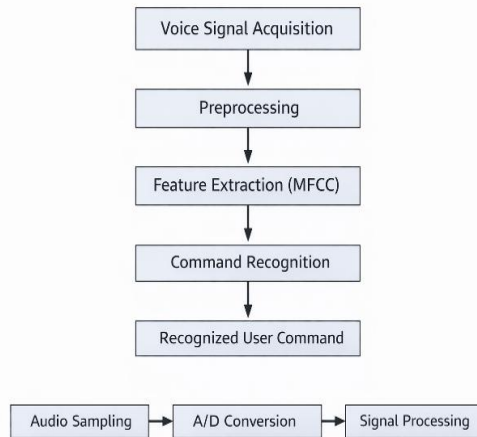 Voice Signal Acquisition
Preprocessing
Feature Extraction (MFCC)
Command Recognition
Recognized User Command
Audio Sampling
A/D Conversion
Signal Processing